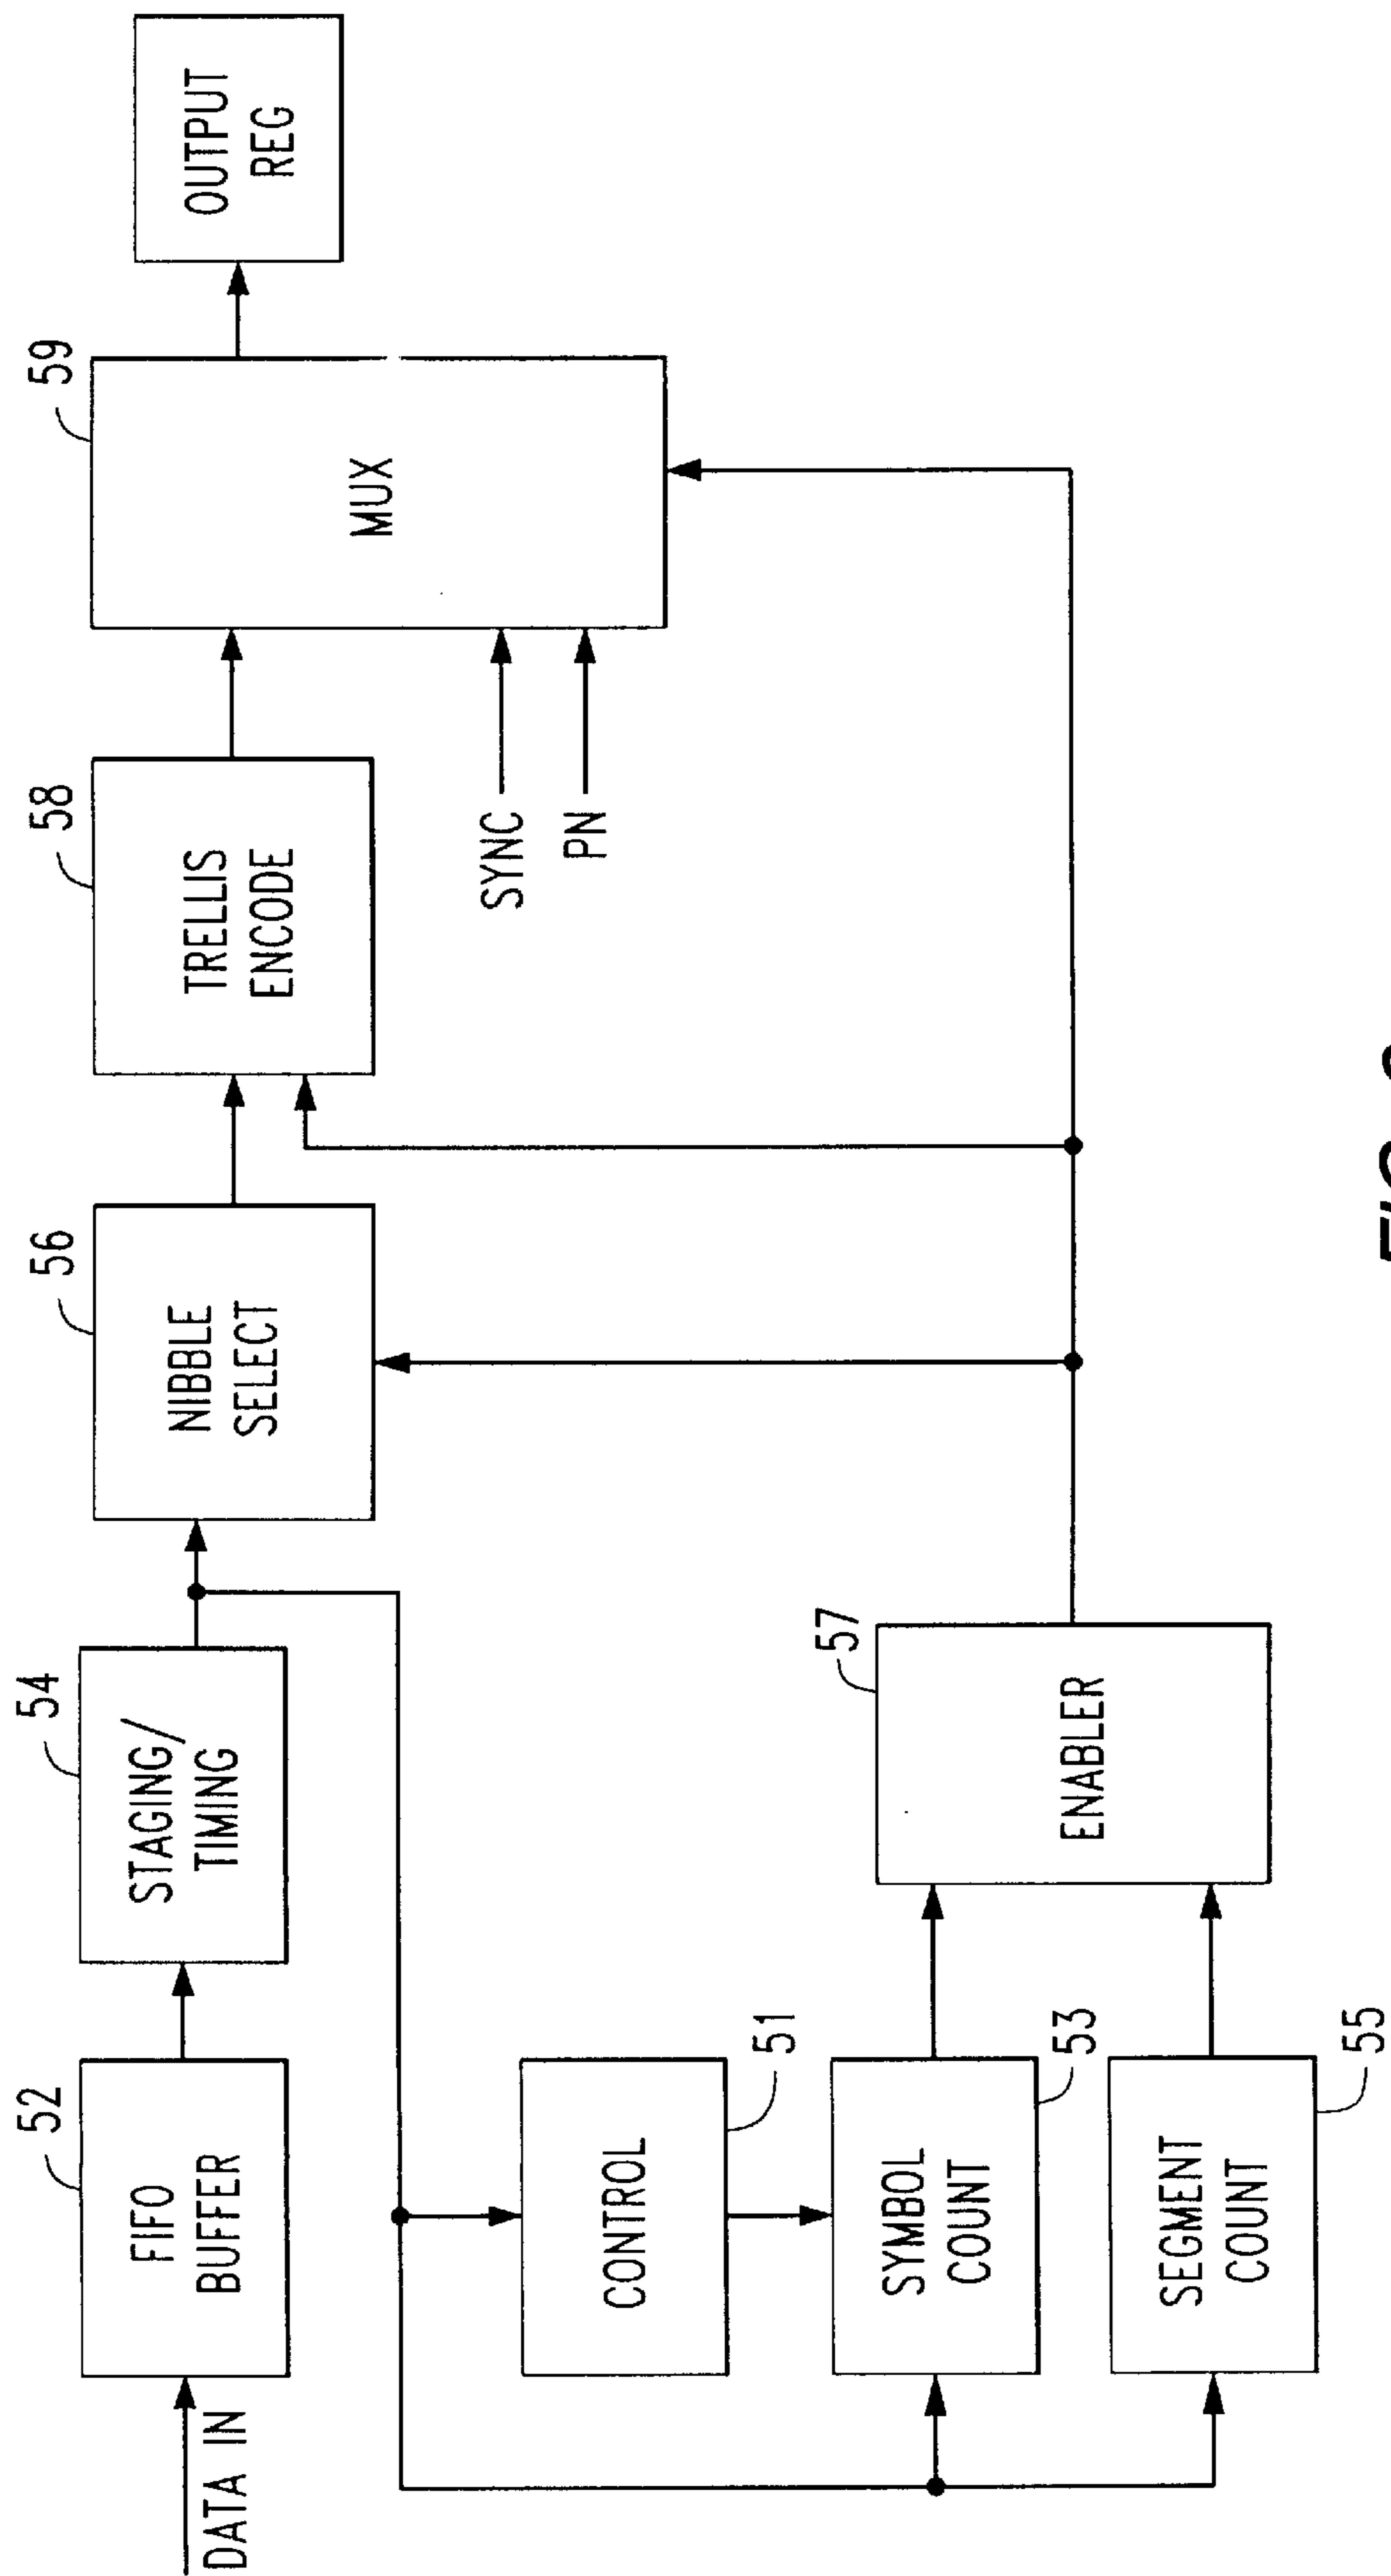 DATA IN
52
FIFO
BUFFER
54
STAGING/
TIMING
56
NIBBLE
SELECT
58
TRELLIS
ENCODE
SYNC
PN
59
MUX
OUTPUT
REG
CONTROL
51
SYMBOL
COUNT
53
SEGMENT
COUNT
55
57
ENABLER
FIG.